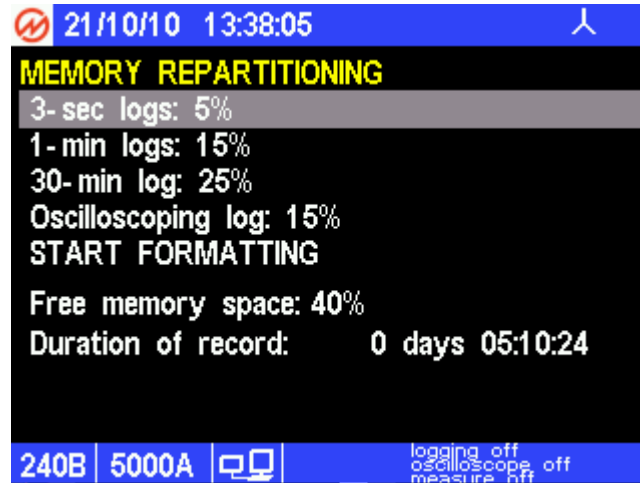 21/10/10 13:38:05
MEMORY REPARTITIONING
3-sec logs: 5%
1-min logs: 15%
30-min log: 25%
Oscilloscoping log: 15%
START FORMATTING
Free memory space: 40%
Duration of record: 0 days 05:10:24
240B 5000A
logging off
oscilloscope off
measure off